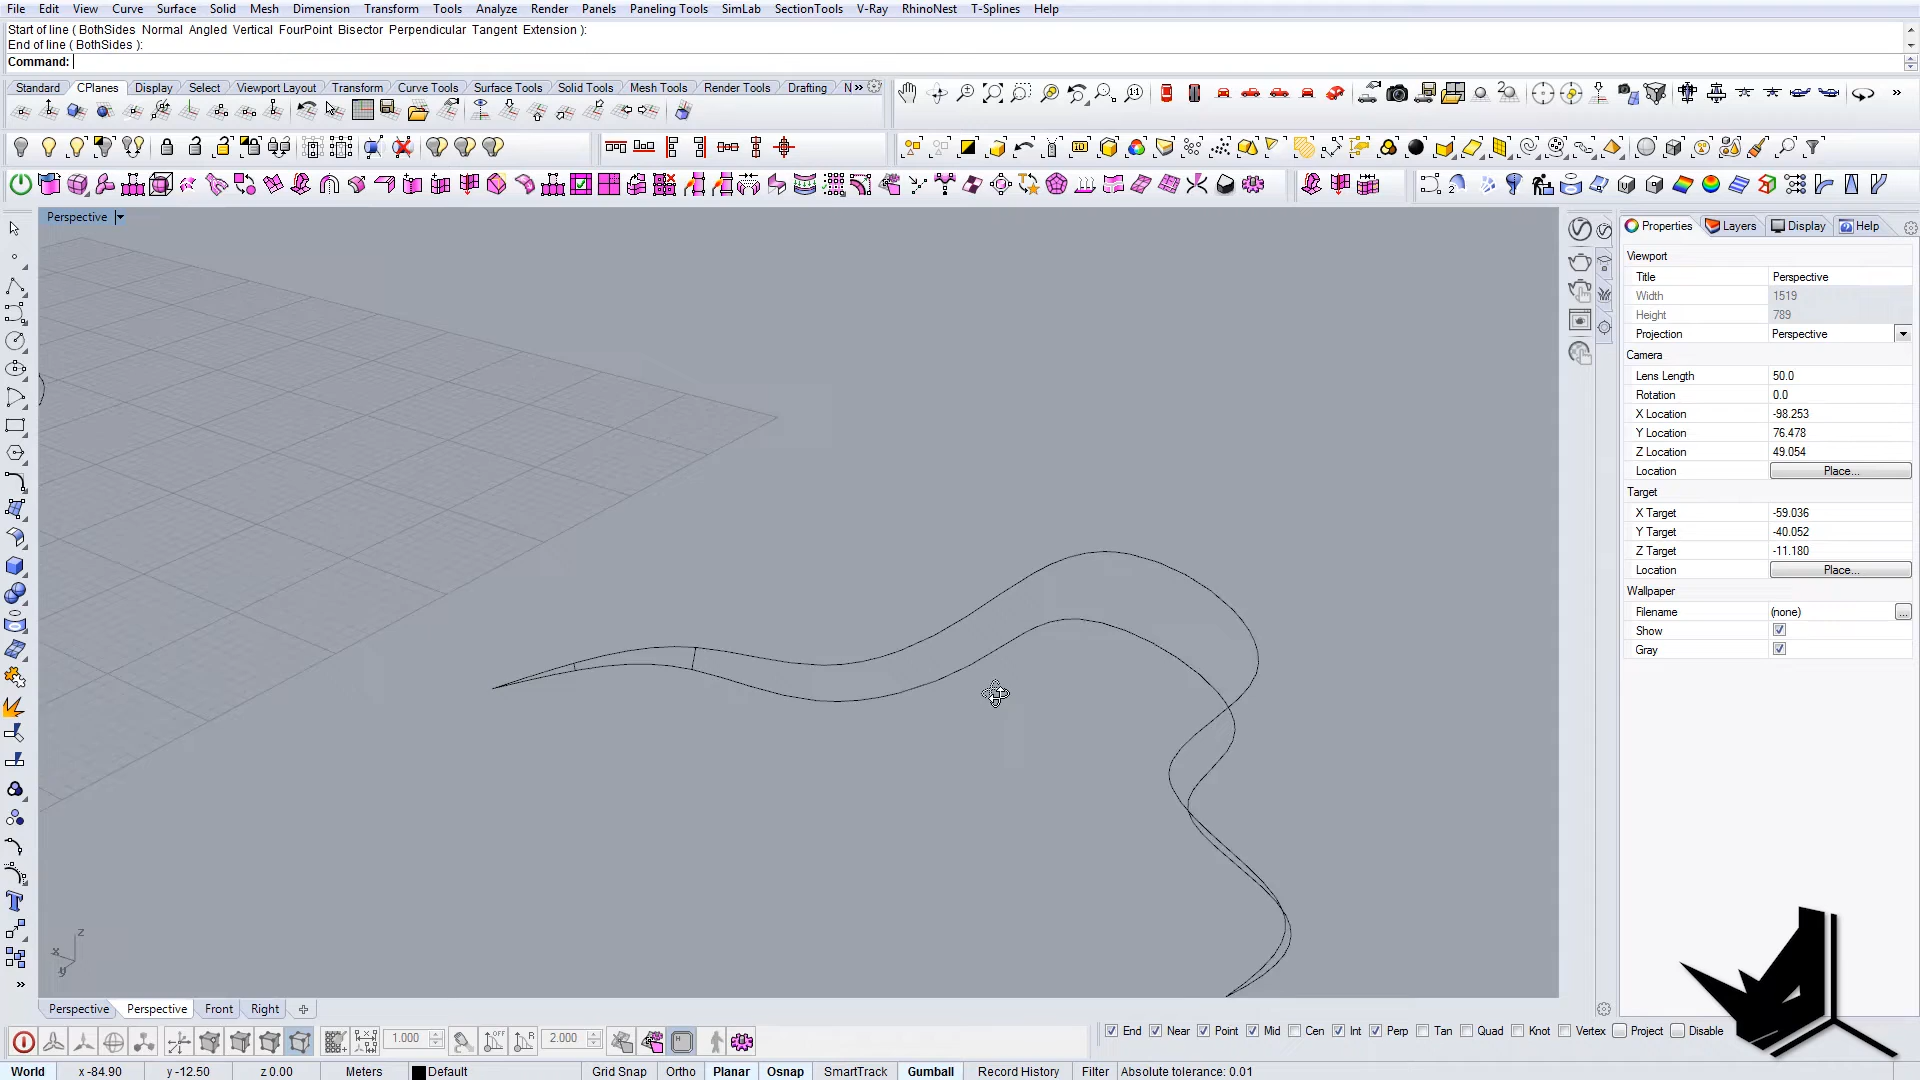 File Edit View Curve Surface Solid Mesh Dimension Transform Tools Analyze Render Panels Paneling Tools SimLab SectionTools V-Ray RhinoNest T-Splines Help
Start of line ( BothSides Normal Angled Vertical FourPoint Bisector Perpendicular Tangent Extension ):
End of line ( BothSides ):
Command:
Standard CPlanes Display Select Viewport Layout Transform Curve Tools Surface Tools Solid Tools Mesh Tools Render Tools Drafting N »
Perspective
Properties Layers Display Help
Viewport
Title Perspective
Width 1519
Height 789
Projection Perspective
Camera
Lens Length 50.0
Rotation 0.0
X Location -98.253
Y Location 76.478
Z Location 49.054
Location Place...
Target
X Target -59.036
Y Target -40.052
Z Target -11.180
Location Place...
Wallpaper
Filename (none) ...
Show
Gray
z
x
y
Perspective Perspective Front Right
1.000 2.000
End Near Point Mid Cen Int Perp Tan Quad Knot Vertex Project Disable
World x -84.90 y -12.50 z 0.00 Meters Default Grid Snap Ortho Planar Osnap SmartTrack Gumball Record History Filter Absolute tolerance: 0.01